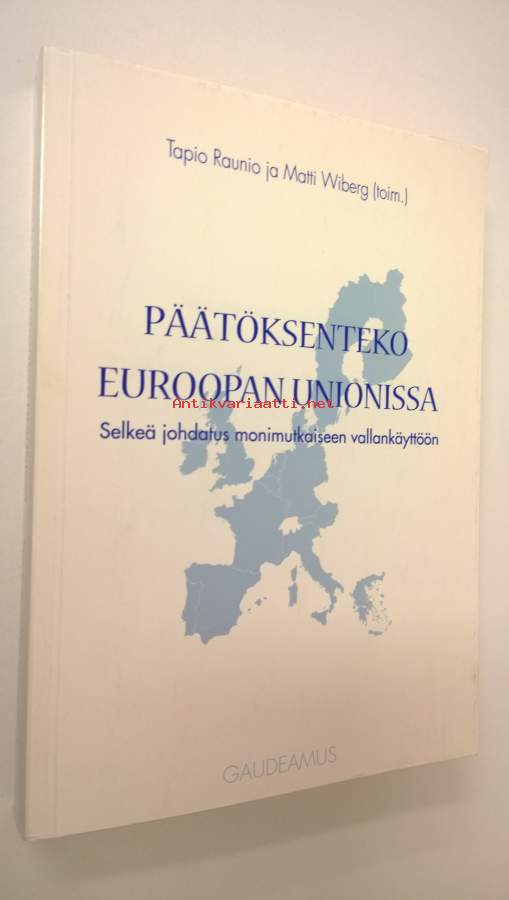 Tapio Raunio ja Matti Wiberg (toim.)
PÄÄTÖKSENTEKO
EUROOPAN UNIONISSA
Antikvariaatti.net
Selkeä johdatus monimutkaiseen vallankäyttöön
GAUDEAMUS